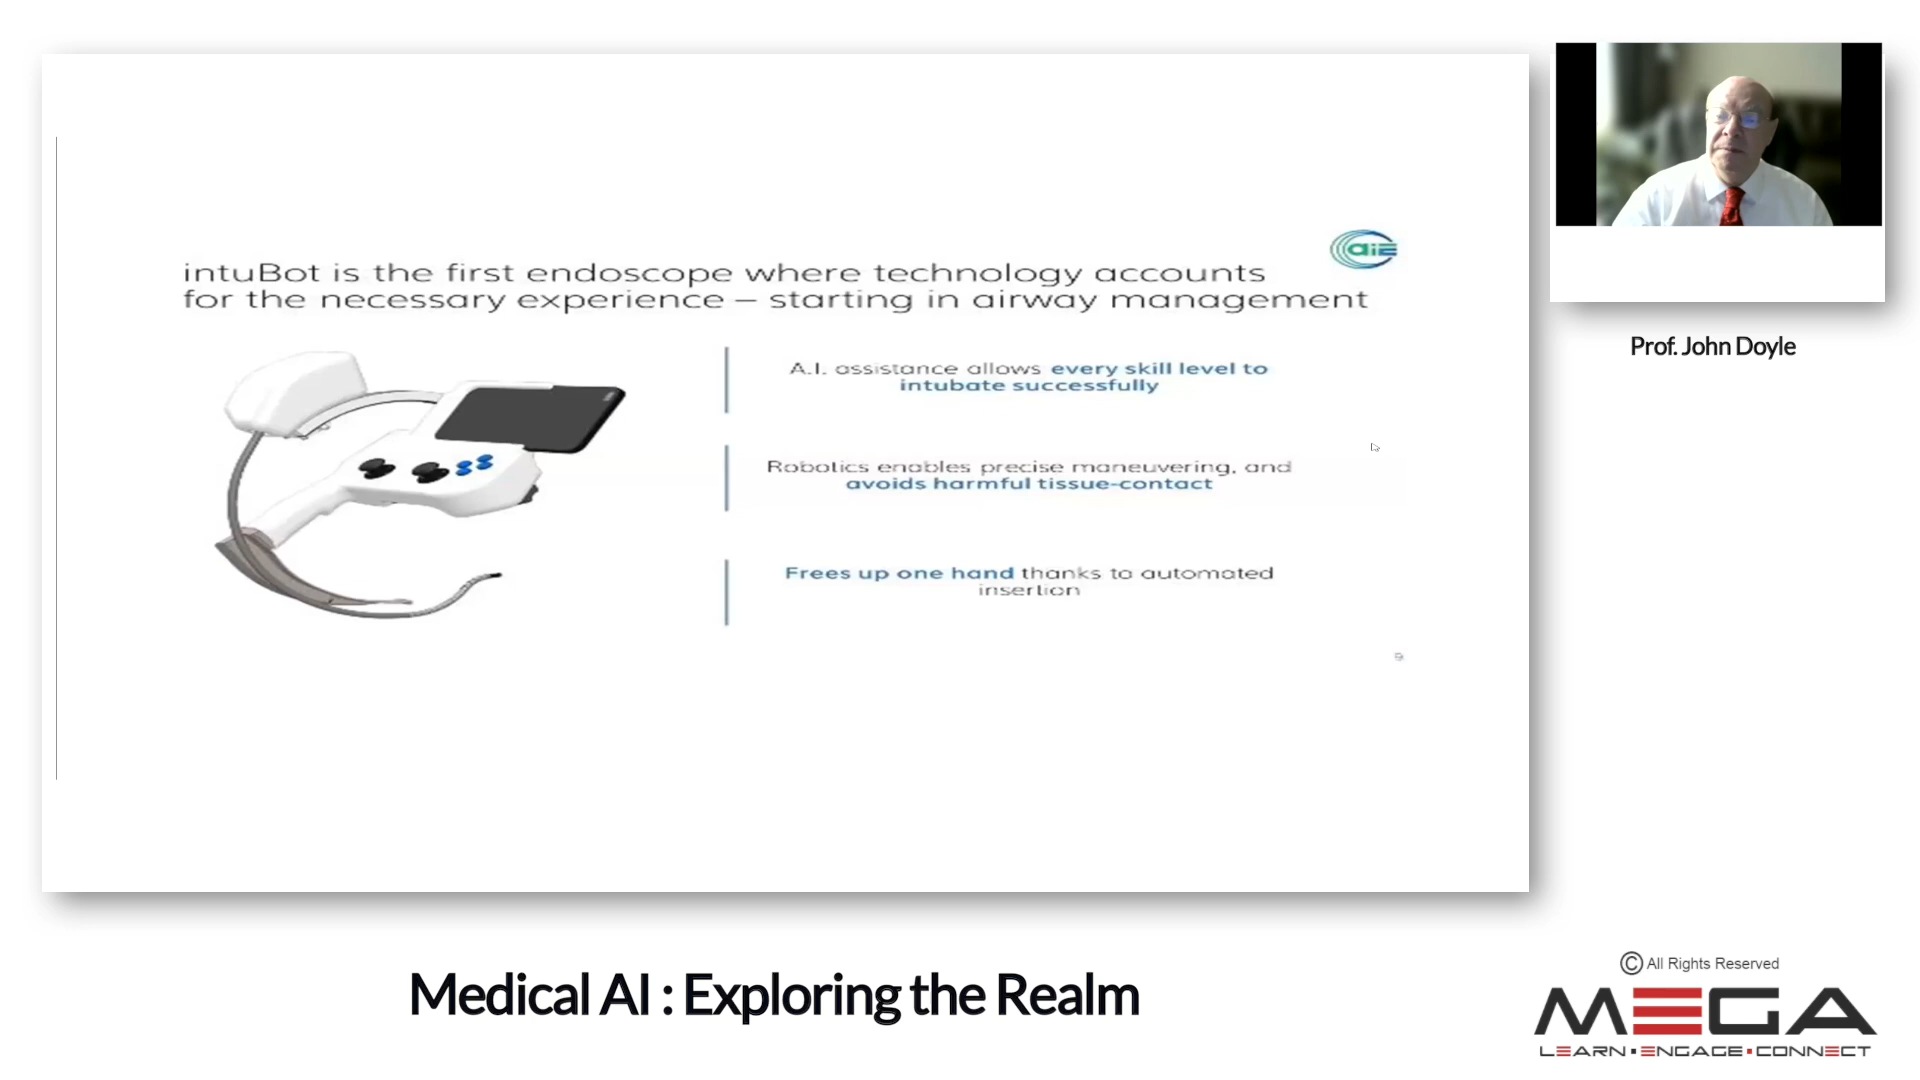 aiE
intuBot is the first endoscope where technology accounts
for the necessary experience – starting in airway management
A.I. assistance allows every skill level to
intubate successfully
Robotics enables precise maneuvering, and
avoids harmful tissue-contact
Frees up one hand thanks to automated
insertion
9
Prof. John Doyle
Medical AI : Exploring the Realm
© All Rights Reserved
MEGA
LEARN▪ENGAGE▪CONNECT